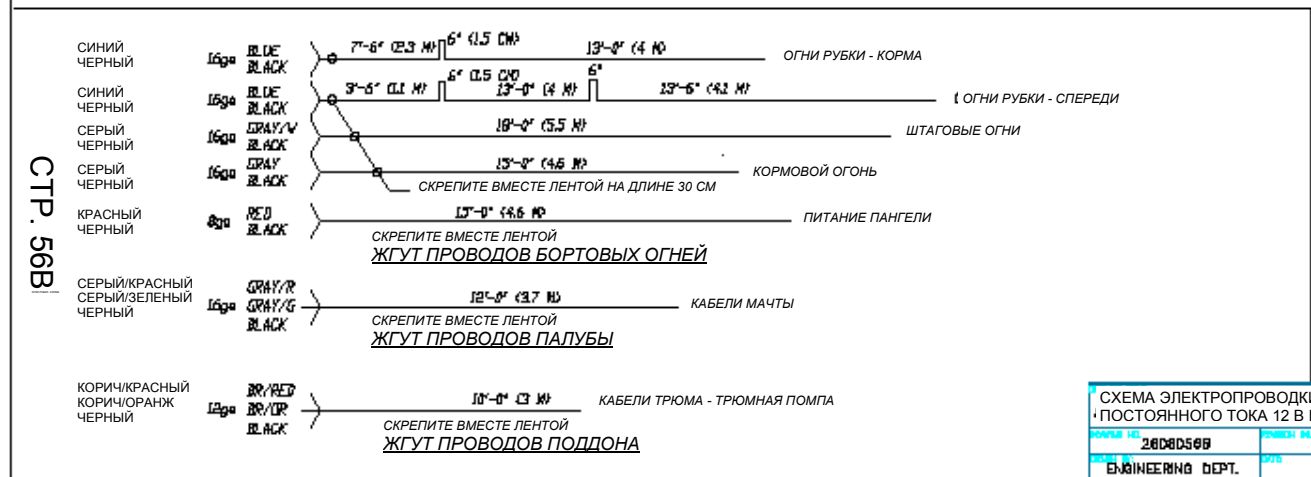 СИНИЙ
ЧЕРНЫЙ
16ga BLUE
BLACK
7'-6" (2.3 M)
6" (1.5 CM)
13'-0" (4 M)
ОГНИ РУБКИ - КОРМА
СИНИЙ
ЧЕРНЫЙ
16ga BLUE
BLACK
3'-6" (1.1 M)
6" (1.5 CM)
13'-0" (4 M)
6"
13'-6" (4.2 M)
ОГНИ РУБКИ - СПЕРЕДИ
СЕРЫЙ
ЧЕРНЫЙ
16ga GRAY/W
BLACK
18'-0" (5.5 M)
ШТАГОВЫЕ ОГНИ
СЕРЫЙ
ЧЕРНЫЙ
16ga GRAY
BLACK
15'-0" (4.6 M)
КОРМОВОЙ ОГОНЬ
СКРЕПИТЕ ВМЕСТЕ ЛЕНТОЙ НА ДЛИНЕ 30 СМ
КРАСНЫЙ
ЧЕРНЫЙ
8ga RED
BLACK
15'-0" (4.6 M)
ПИТАНИЕ ПАНГЕЛИ
СКРЕПИТЕ ВМЕСТЕ ЛЕНТОЙ
ЖГУТ ПРОВОДОВ БОРТОВЫХ ОГНЕЙ
СТР. 56B
СЕРЫЙ/КРАСНЫЙ
СЕРЫЙ/ЗЕЛЕНЫЙ
ЧЕРНЫЙ
16ga GRAY/R
GRAY/G
BLACK
12'-0" (3.7 M)
КАБЕЛИ МАЧТЫ
СКРЕПИТЕ ВМЕСТЕ ЛЕНТОЙ
ЖГУТ ПРОВОДОВ ПАЛУБЫ
КОРИЧ/КРАСНЫЙ
КОРИЧ/ОРАНЖ
ЧЕРНЫЙ
12ga BR/RED
BR/OR
BLACK
10'-0" (3 M)
КАБЕЛИ ТРЮМА - ТРЮМНАЯ ПОМПА
СКРЕПИТЕ ВМЕСТЕ ЛЕНТОЙ
ЖГУТ ПРОВОДОВ ПОДДОНА
СХЕМА ЭЛЕКТРОПРОВОДКИ
ПОСТОЯННОГО ТОКА 12 В
26D8D56B
ENGINEERING DEPT.